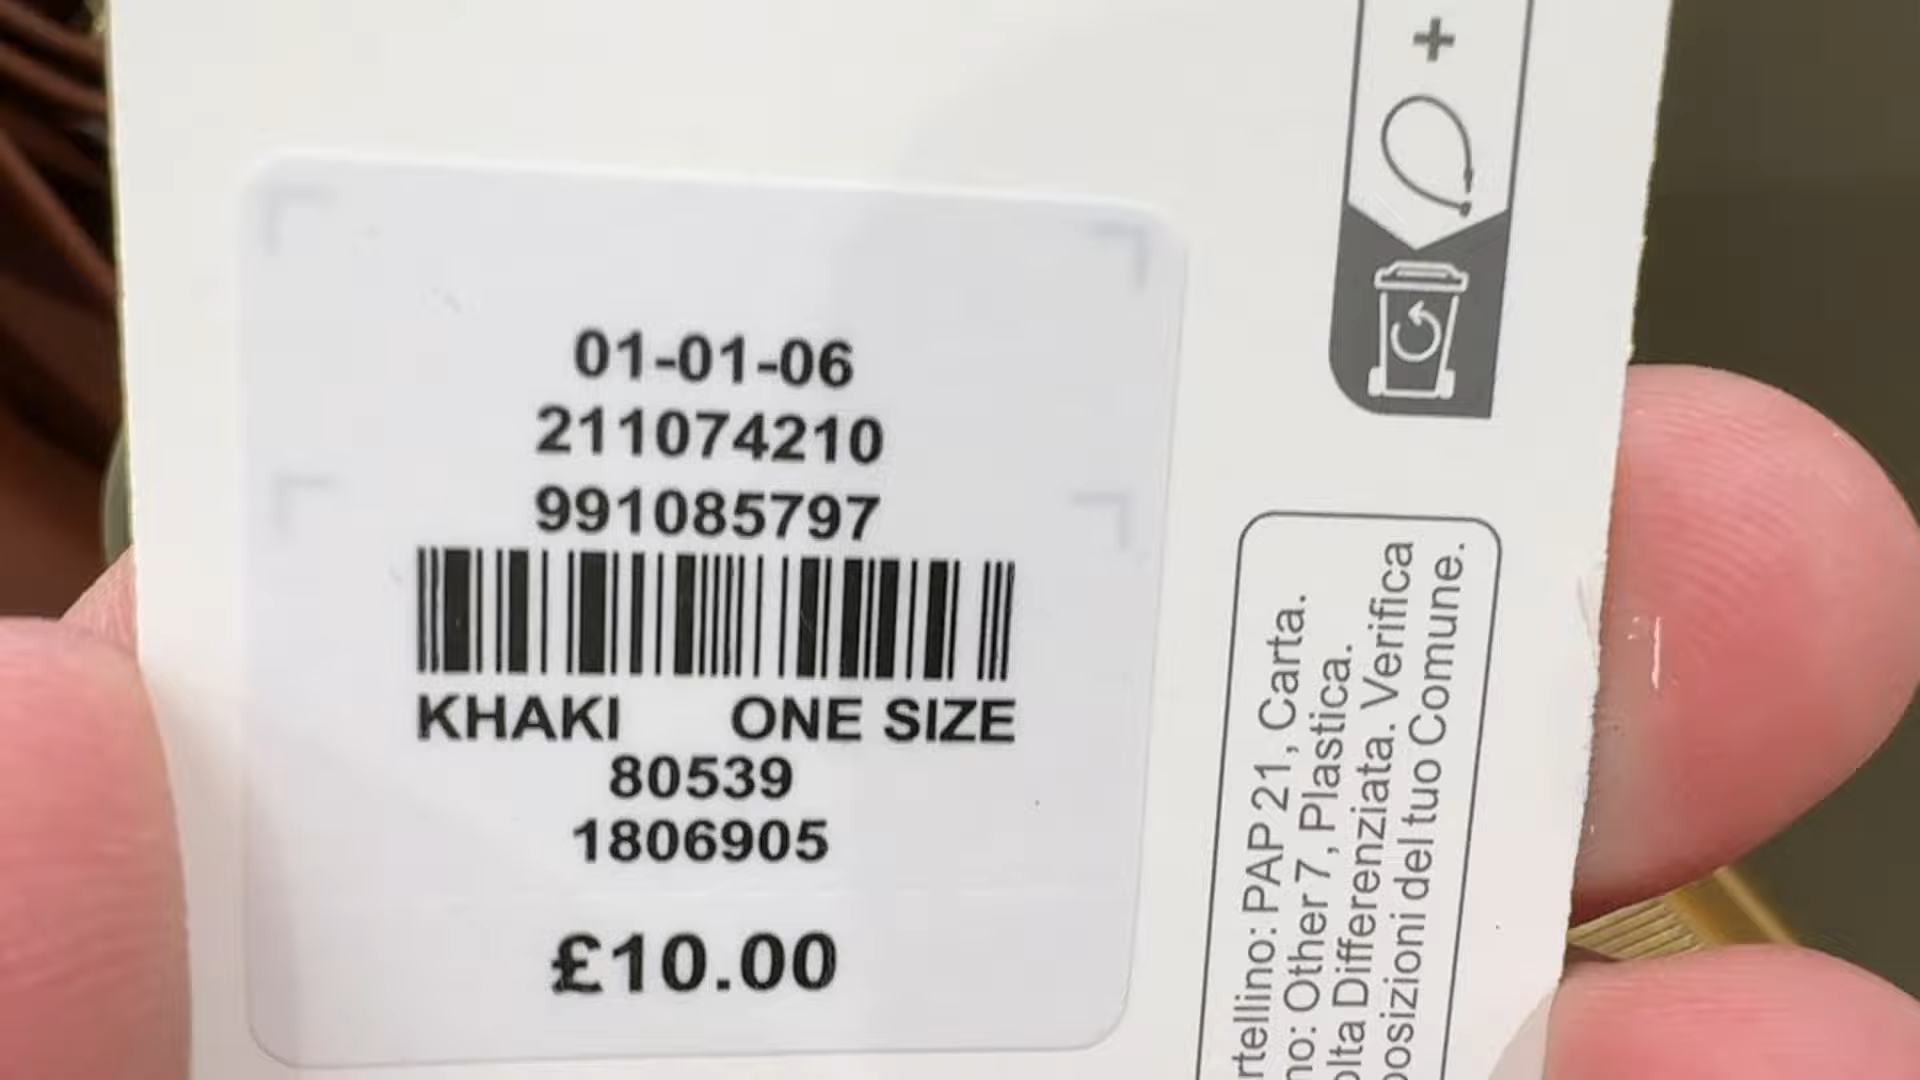 01-01-06
211074210
991085797
KHAKI ONE SIZE
80539
1806905
£10.00
PAP 21, Carta.
Other 7, Plastica.
Differenziata. Verifica
del tuo Comune.